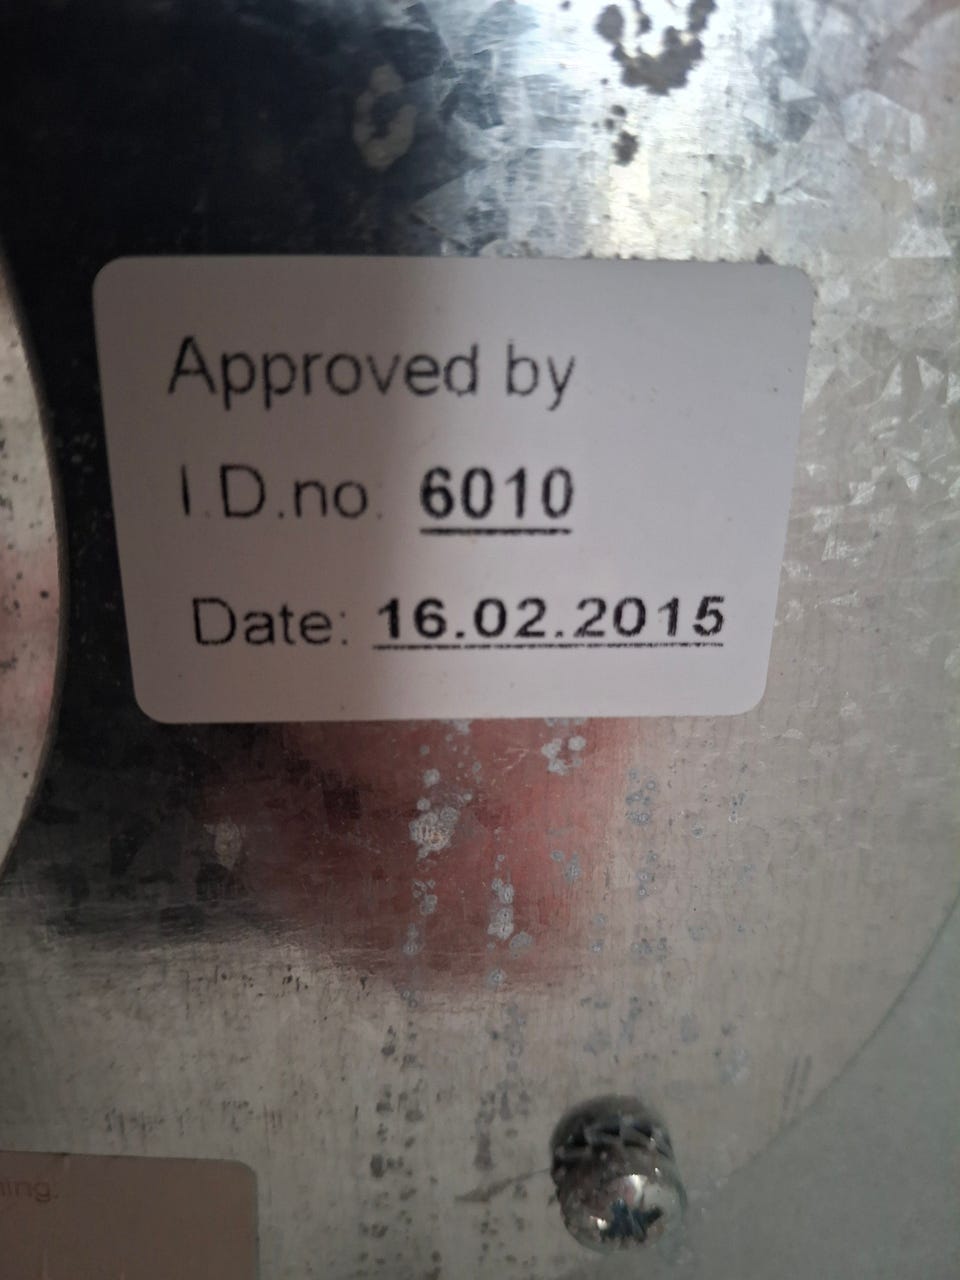 Approved by
I.D.no. 6010
Date: 16.02.2015